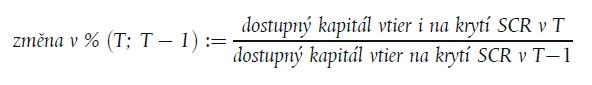 změna v % (T; T − 1) := dostupný kapitál vtier i na krytí SCR v T
dostupný kapitál vtier na krytí SCR v T−1